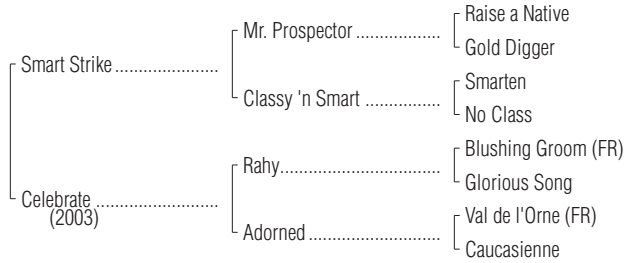 Raise a Native
Mr. Prospector ..................
Gold Digger
Smart Strike ......................
Smarten
Classy 'n Smart ................
No Class
Blushing Groom (FR)
Rahy..................................
Glorious Song
Celebrate ..........................
(2003)
Val de l'Orne (FR)
Adorned ............................
Caucasienne